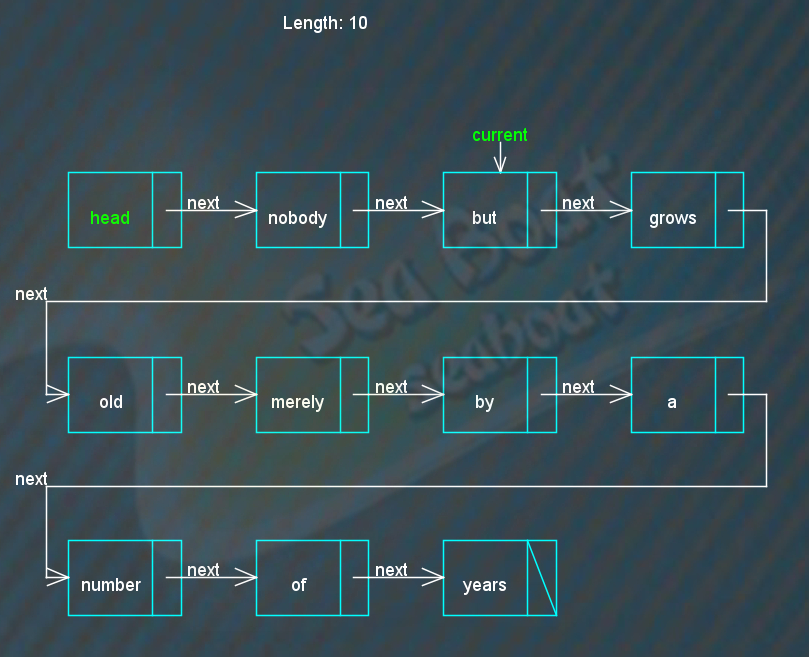 Length: 10
current
head next nobody next but next grows
next
old next merely next by next a
next
number next of next years
Sea Boat
seaboat